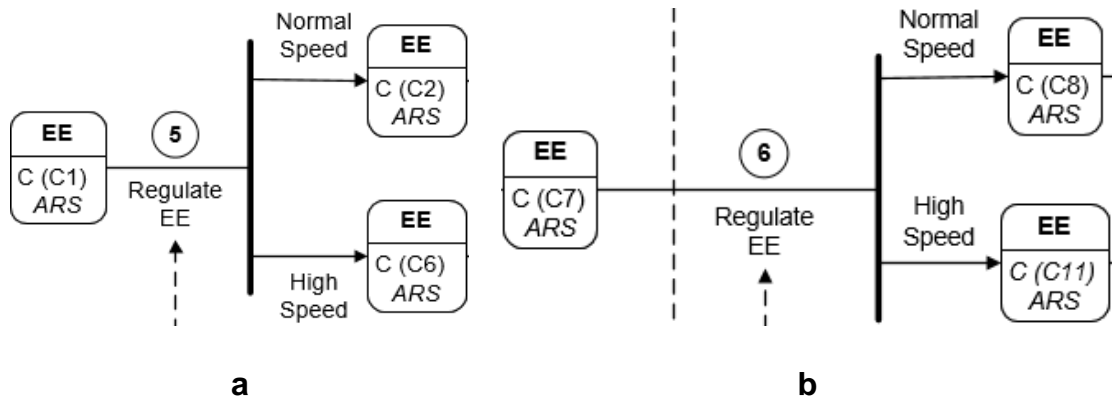 Normal
Speed
EE
C (C2)
ARS
EE
C (C1)
ARS
5
Regulate
EE
EE
C (C6)
ARS
High
Speed
a
Normal
Speed
EE
C (C8)
ARS
EE
C (C7)
ARS
6
Regulate
EE
High
Speed
EE
C (C11)
ARS
b